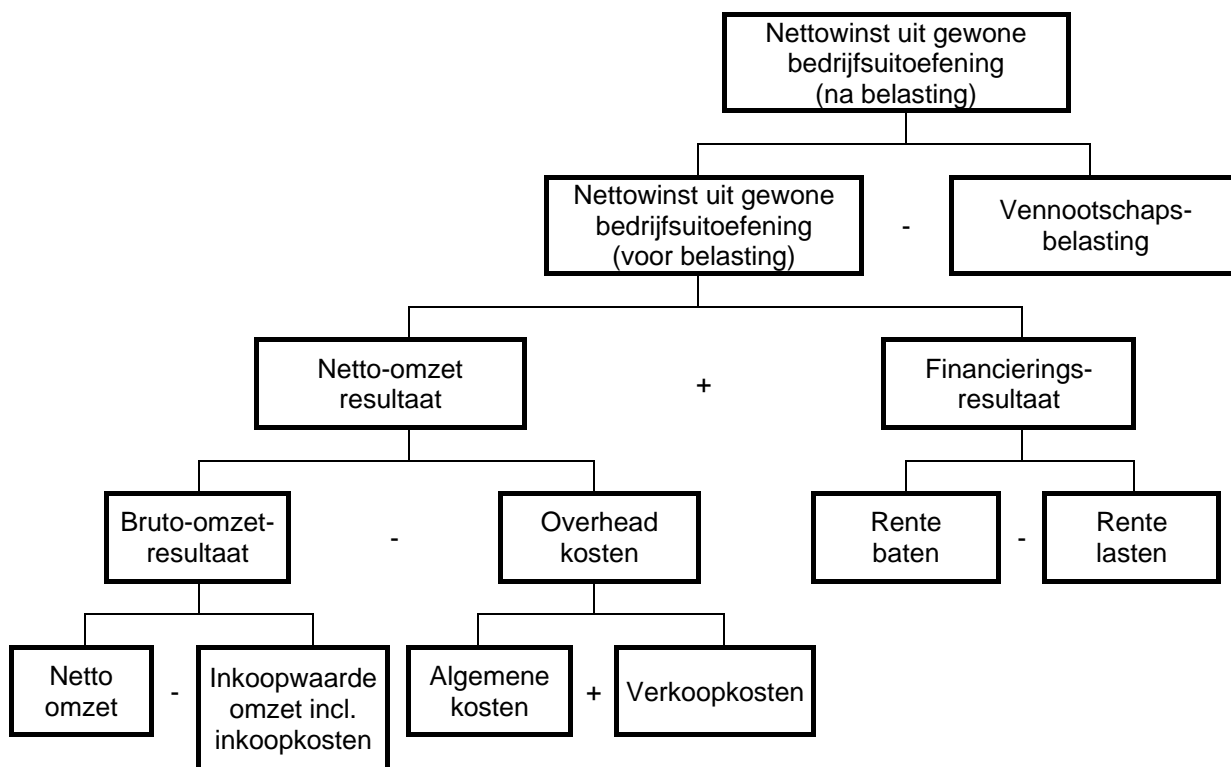 Nettowinst uit gewone
bedrijfsuitoefening
(na belasting)
Nettowinst uit gewone
bedrijfsuitoefening
(voor belasting)
-
Vennootschaps-
belasting
Netto-omzet
resultaat
+
Financierings-
resultaat
Bruto-omzet-
resultaat
-
Overhead
kosten
Rente
baten
-
Rente
lasten
Netto
omzet
-
Inkoopwaarde
omzet incl.
inkoopkosten
Algemene
kosten
+
Verkoopkosten